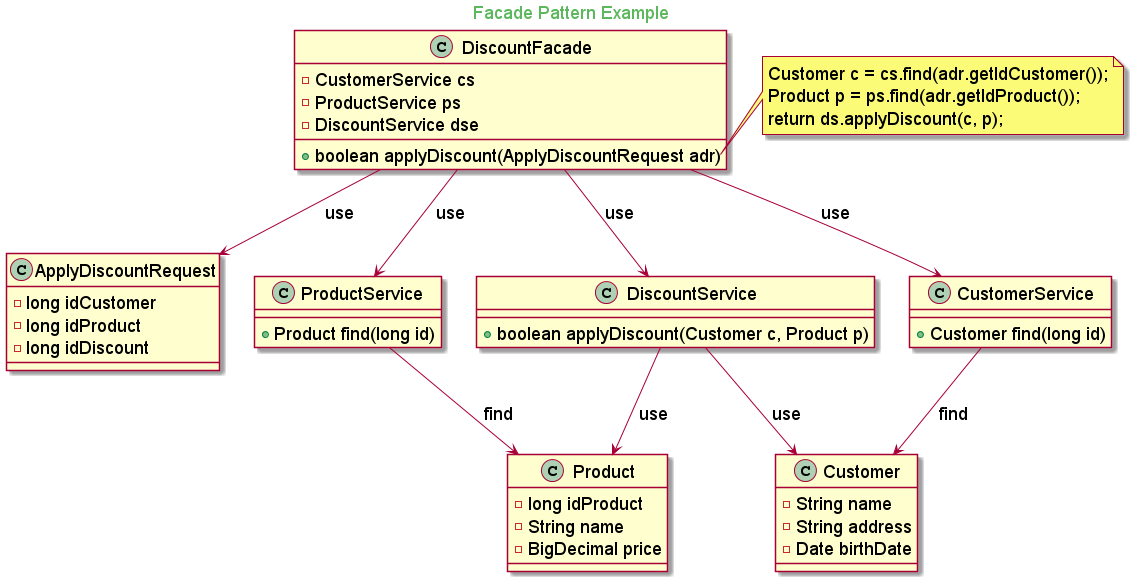 Facade Pattern Example
C DiscountFacade
CustomerService cs
ProductService ps
DiscountService dse
boolean applyDiscount(ApplyDiscountRequest adr)
Customer c = cs.find(adr.getIdCustomer());
Product p = ps.find(adr.getIdProduct());
return ds.applyDiscount(c, p);
use
use
use
use
C ApplyDiscountRequest
long idCustomer
long idProduct
long idDiscount
C ProductService
Product find(long id)
C DiscountService
boolean applyDiscount(Customer c, Product p)
C CustomerService
Customer find(long id)
find
use
use
find
C Product
long idProduct
String name
BigDecimal price
C Customer
String name
String address
Date birthDate